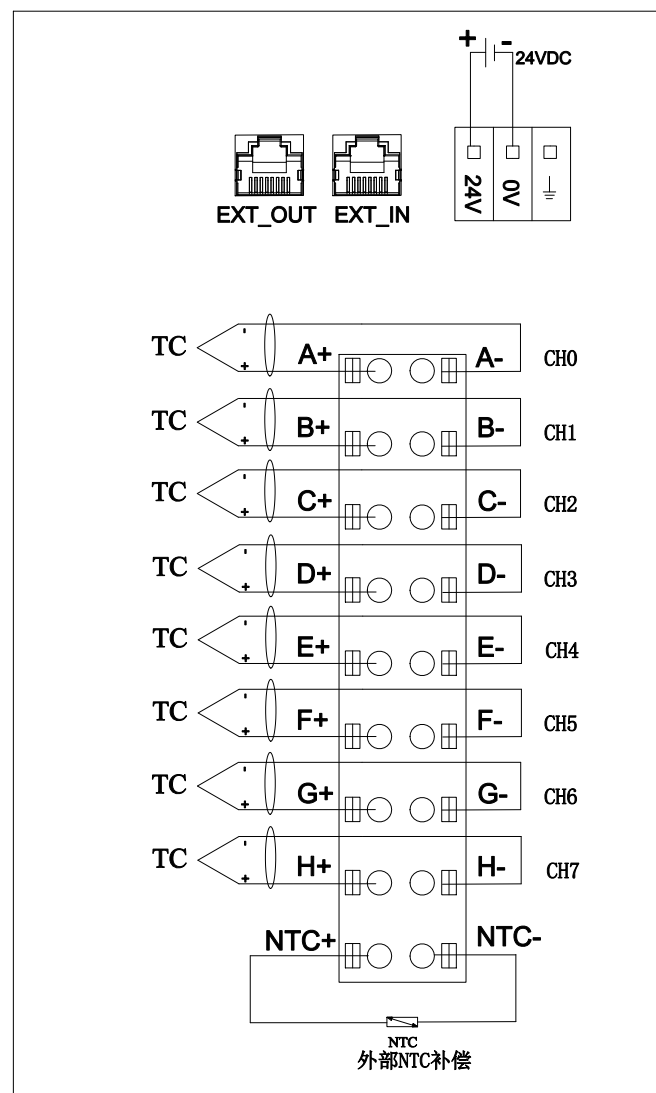 + - 24VDC
24V 0V
EXT_OUT EXT_IN
-
TC A+ A- CH0
+
-
TC B+ B- CH1
+
-
TC C+ C- CH2
+
-
TC D+ D- CH3
+
-
TC E+ E- CH4
+
-
TC F+ F- CH5
+
-
TC G+ G- CH6
+
-
TC H+ H- CH7
+
NTC+ NTC-
NTC
外部NTC补偿